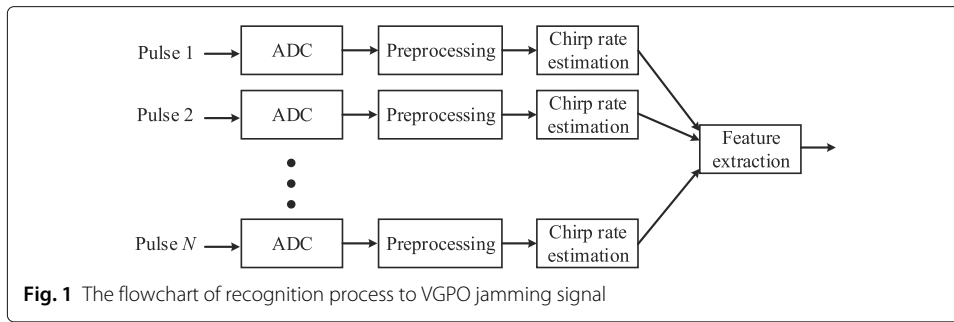 Pulse 1
ADC
Preprocessing
Chirp rate
estimation
Pulse 2
ADC
Preprocessing
Chirp rate
estimation
Feature
extraction
Pulse N
ADC
Preprocessing
Chirp rate
estimation
Fig. 1 The flowchart of recognition process to VGPO jamming signal